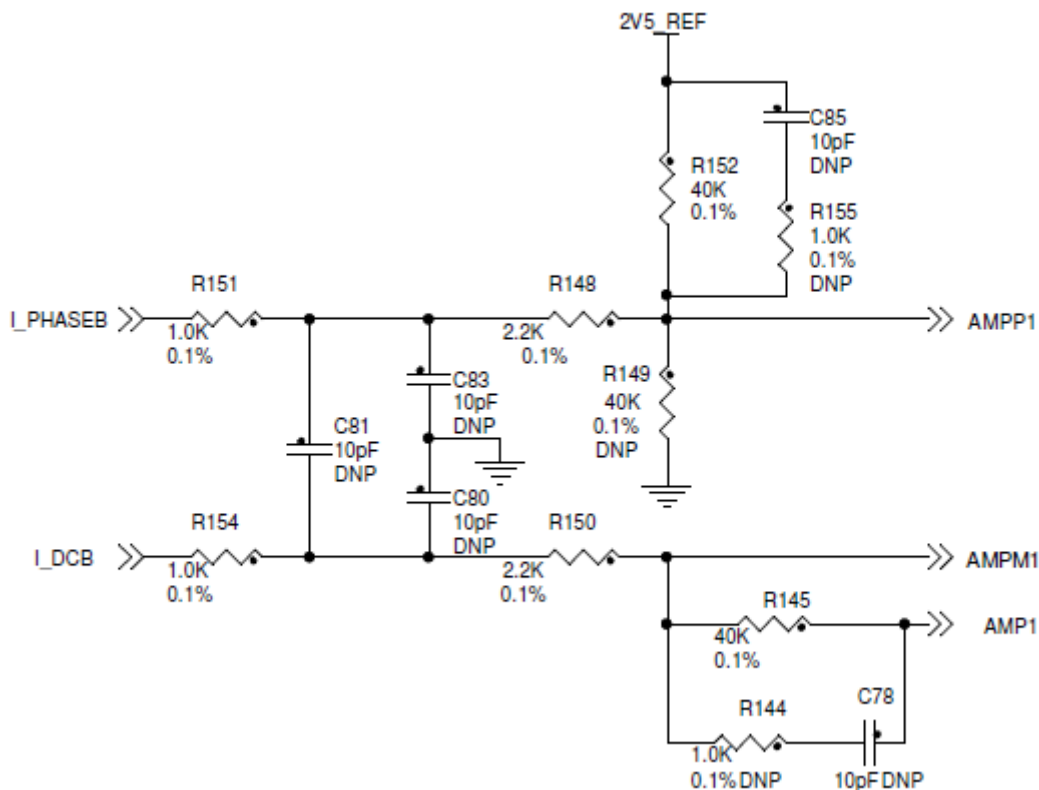 2V5_REF
C85
10pF
DNP
R152
40K
0.1%
R155
1.0K
0.1%
DNP
R151
R148
I_PHASEB
1.0K
0.1%
2.2K
0.1%
AMPP1
C83
10pF
DNP
R149
40K
0.1%
DNP
C81
10pF
DNP
C80
10pF
DNP
R154
R150
I_DCB
1.0K
0.1%
2.2K
0.1%
AMPM1
R145
40K
0.1%
AMP1
C78
R144
1.0K
0.1% DNP
10pF DNP